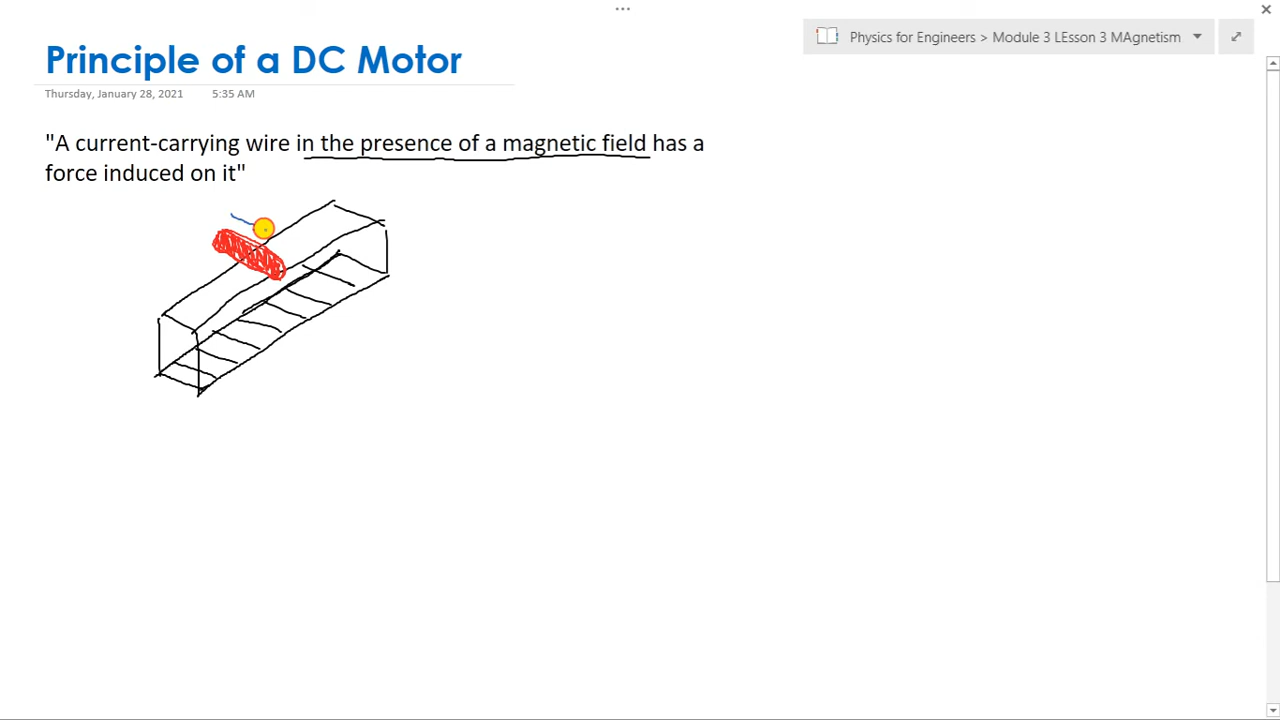 Physics for Engineers > Module 3 LEsson 3 MAgnetism
Principle of a DC Motor
Thursday, January 28, 2021 5:35 AM
"A current-carrying wire in the presence of a magnetic field has a
force induced on it"